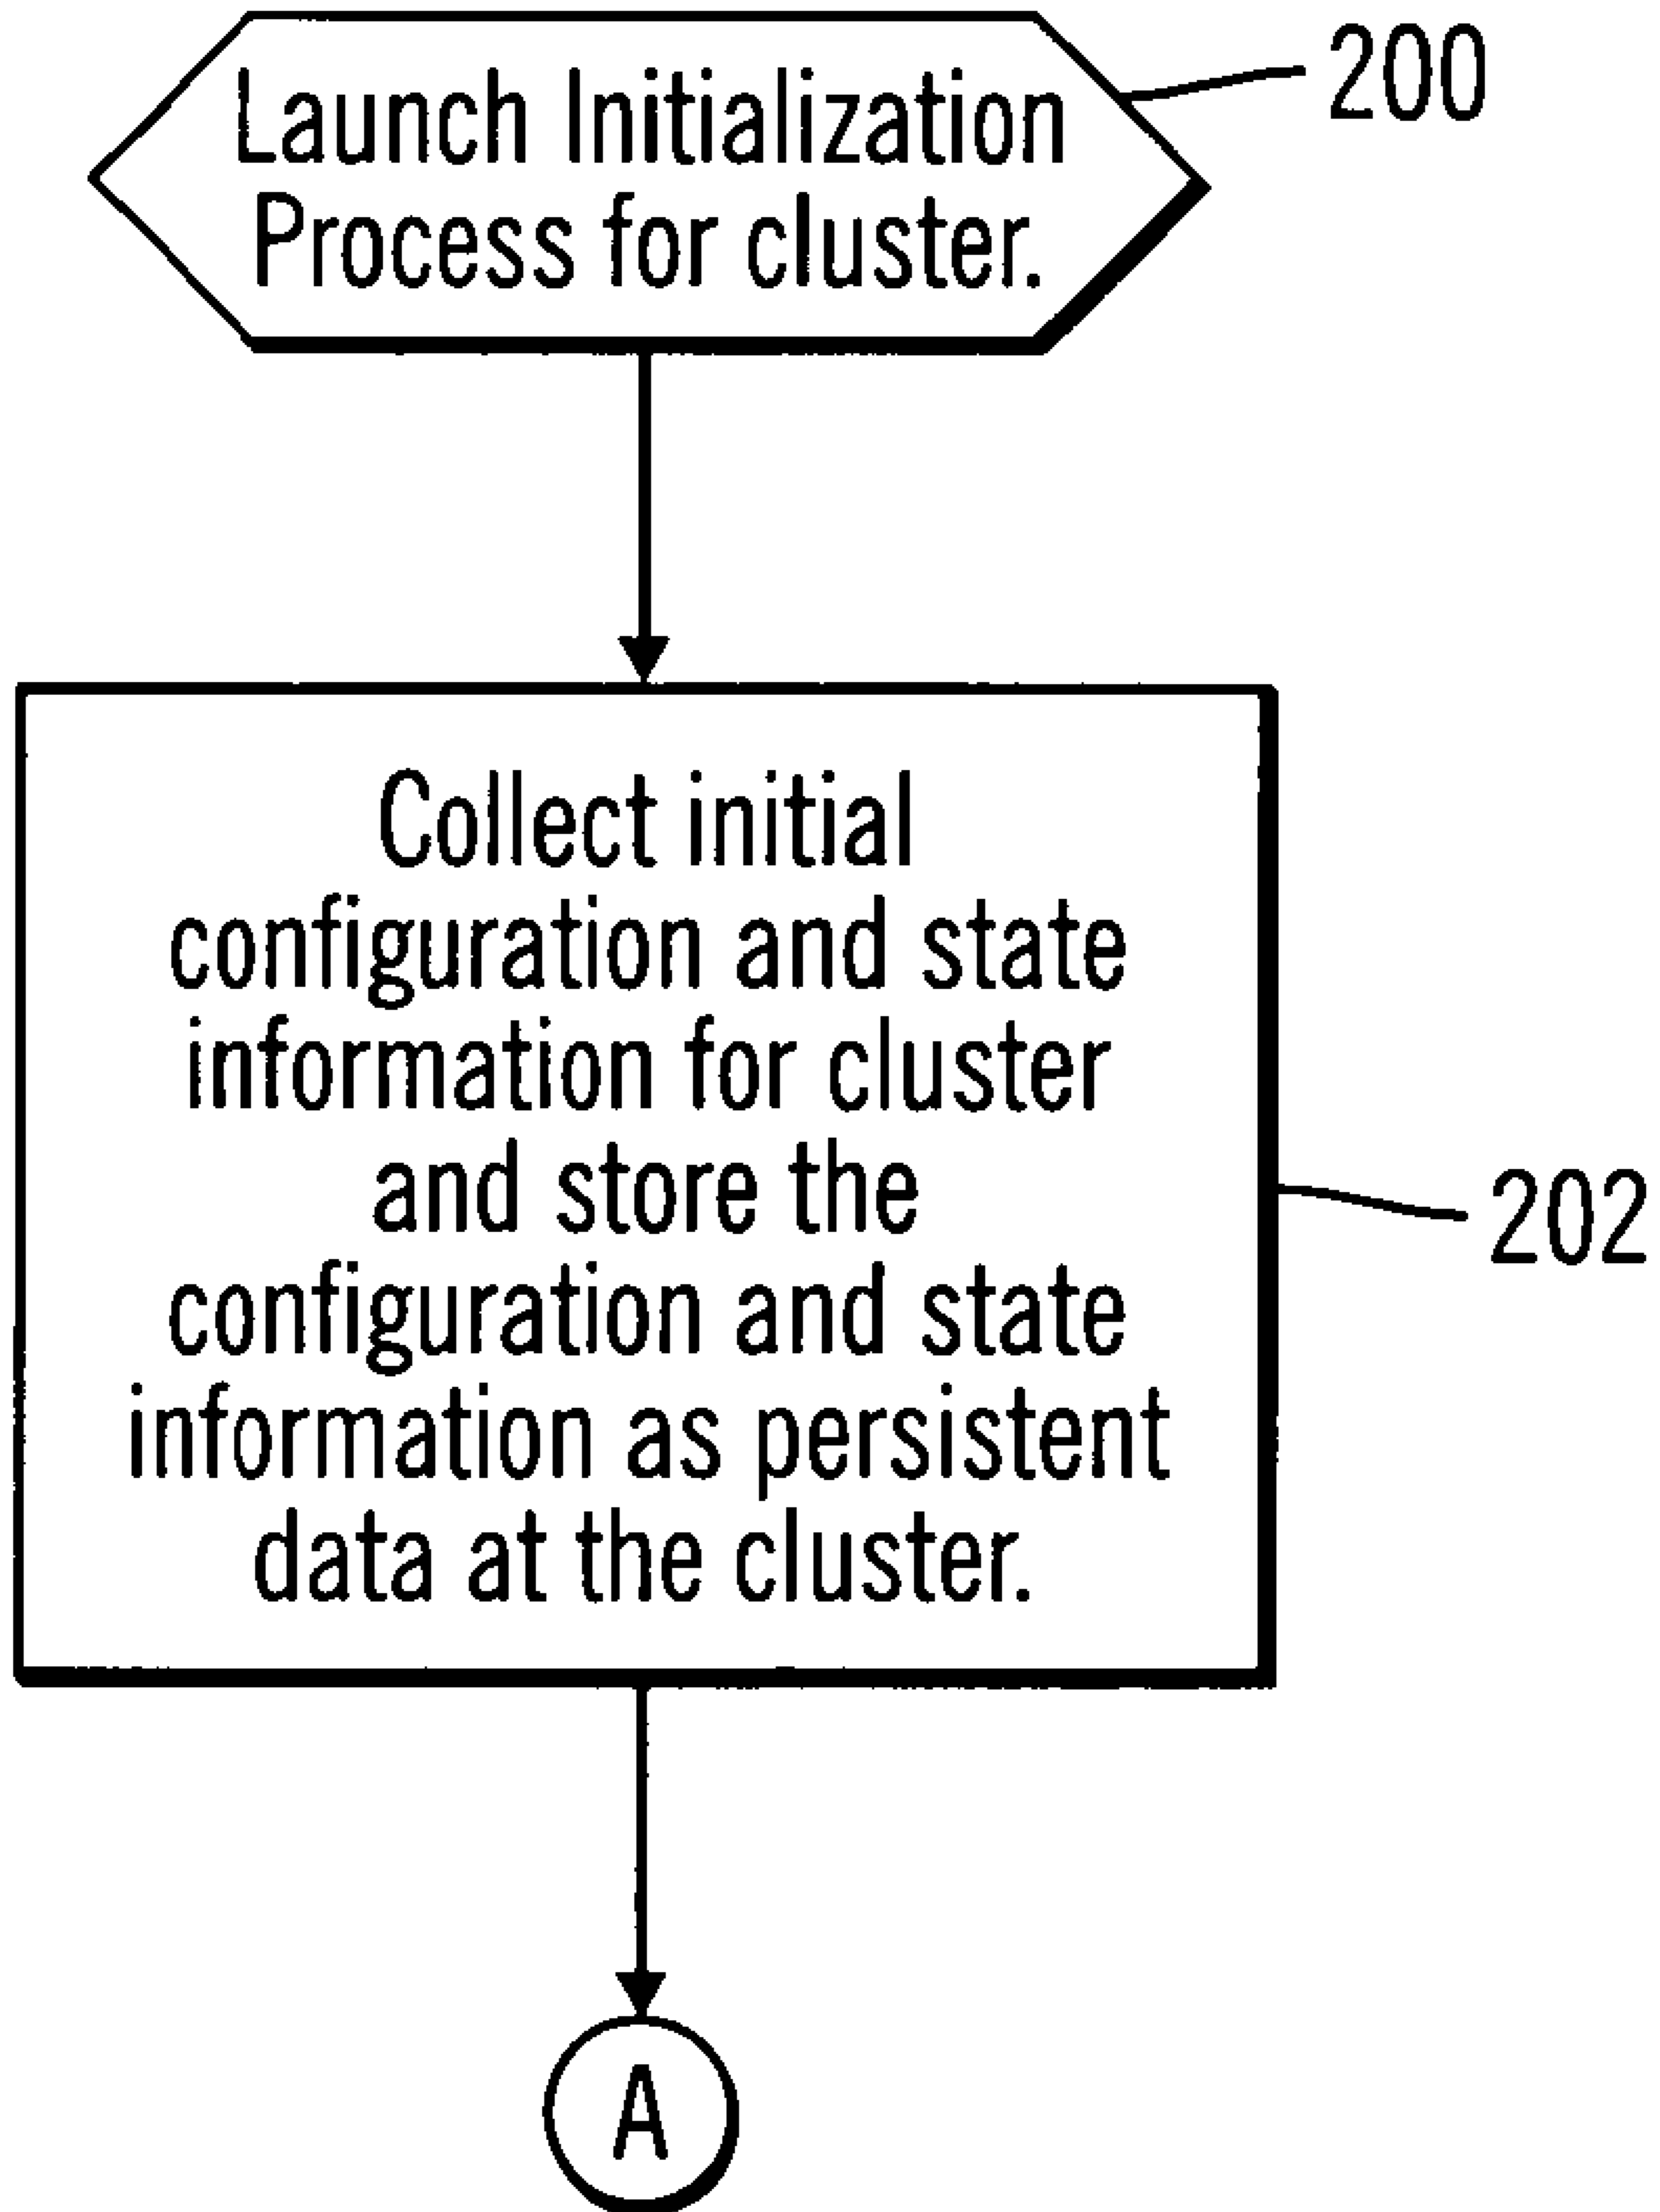 Launch Initialization
Process for cluster.
200
Collect initial
configuration and state
information for cluster
and store the
configuration and state
information as persistent
data at the cluster.
202
A